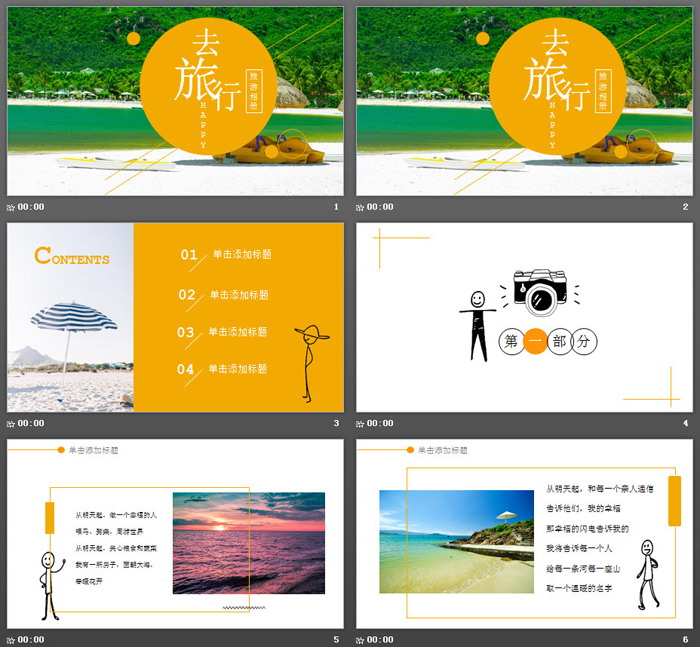 去
旅
行
HAPPY
旅游相册
00:00
1
去
旅
行
HAPPY
旅游相册
00:00
2
CONTENTS
01 单击添加标题
02 单击添加标题
03 单击添加标题
04 单击添加标题
00:00
3
第一部分
00:00
4
单击添加标题
从明天起，做一个幸福的人
喂马、劈柴，周游世界
从明天起，关心粮食和蔬菜
我有一所房子，面朝大海，
春暖花开
00:00
5
单击添加标题
从明天起，和每一个亲人通信
告诉他们，我的幸福
那幸福的闪电告诉我的
我将告诉每一个人
给每一条河每一座山
取一个温暖的名字
00:00
6